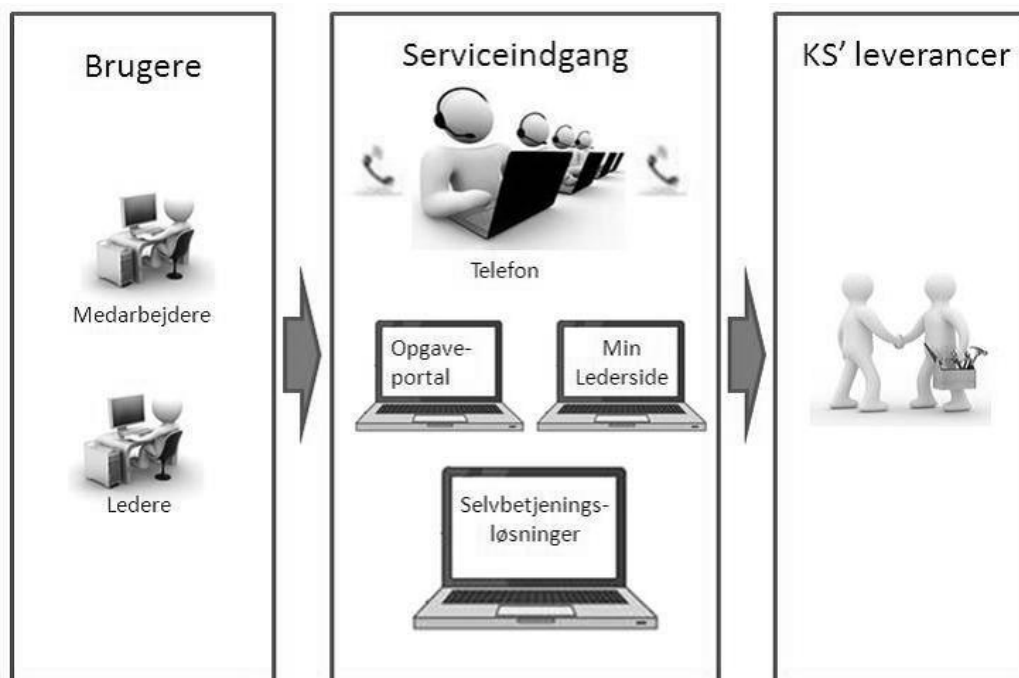 Brugere
Medarbejdere
Ledere
Serviceindgang
Telefon
Opgave-
portal
Min
Lederside
Selvbetjenings-
løsninger
KS’ leverancer